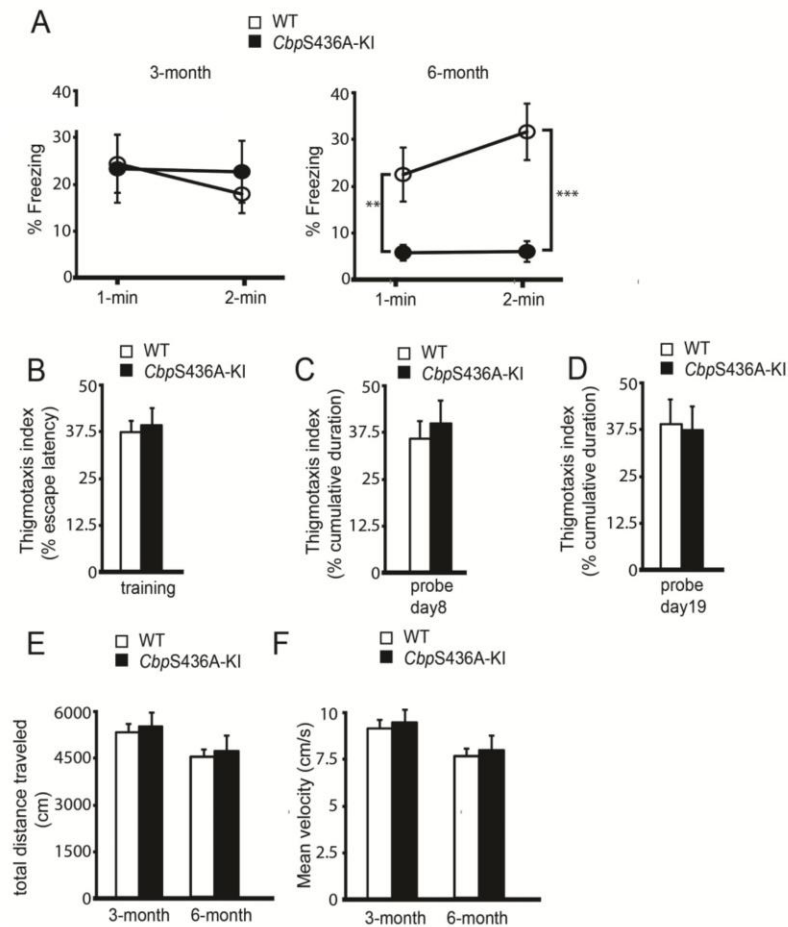 A
WT
CbpS436A-KI
3-month
% Freezing
40
30
20
10
0
1-min
2-min
6-month
% Freezing
40
30
20
10
0
**
***
1-min
2-min
B
WT
CbpS436A-KI
Thigmotaxis index
(% escape latency)
50
37.5
25
12.5
0
training
C
WT
CbpS436A-KI
Thigmotaxis index
(% cumulative duration)
50
37.5
25
12.5
0
probe
day8
D
WT
CbpS436A-KI
Thigmotaxis index
(% cumulative duration)
50
37.5
25
12.5
0
probe
day19
E
WT
CbpS436A-KI
total distance traveled
(cm)
6000
4500
3000
1500
0
3-month 6-month
F
WT
CbpS436A-KI
Mean velocity (cm/s)
10
7.5
5
2.5
0
3-month 6-month